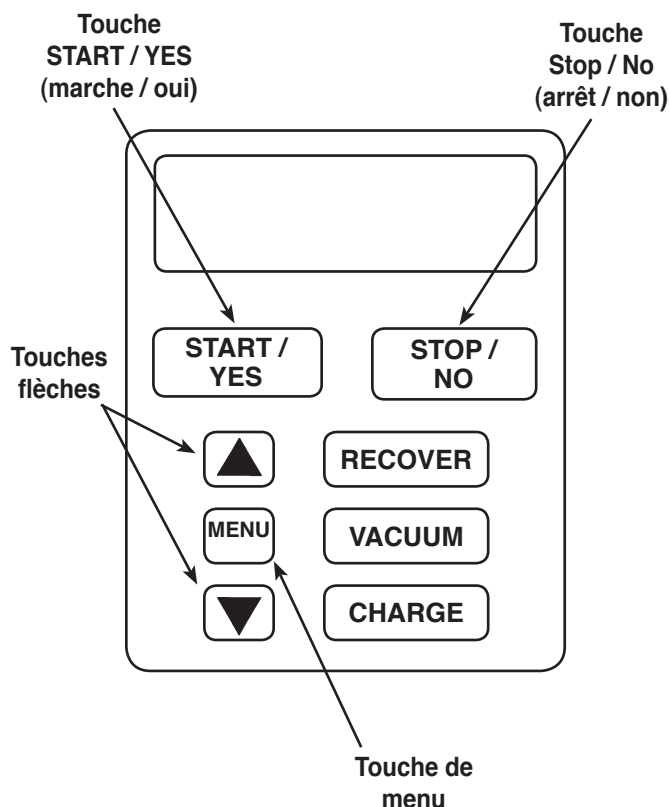 Touche
START / YES
(marche / oui)
Touche
Stop / No
(arrêt / non)
START /
YES
STOP /
NO
Touches
flèches
RECOVER
MENU
VACUUM
CHARGE
Touche de
menu